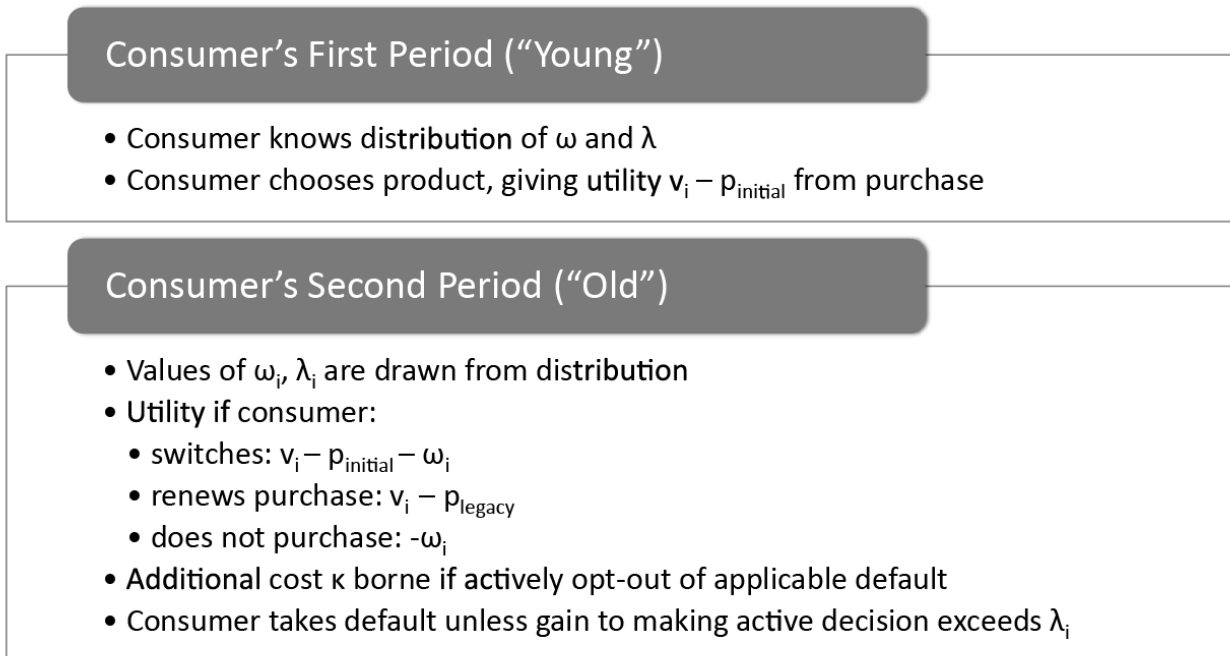 Consumer's First Period ("Young")
• Consumer knows distribution of ω and λ
• Consumer chooses product, giving utility vᵢ – p_initial from purchase
Consumer's Second Period ("Old")
• Values of ωᵢ, λᵢ are drawn from distribution
• Utility if consumer:
• switches: vᵢ – p_initial – ωᵢ
• renews purchase: vᵢ – p_legacy
• does not purchase: -ωᵢ
• Additional cost κ borne if actively opt-out of applicable default
• Consumer takes default unless gain to making active decision exceeds λᵢ